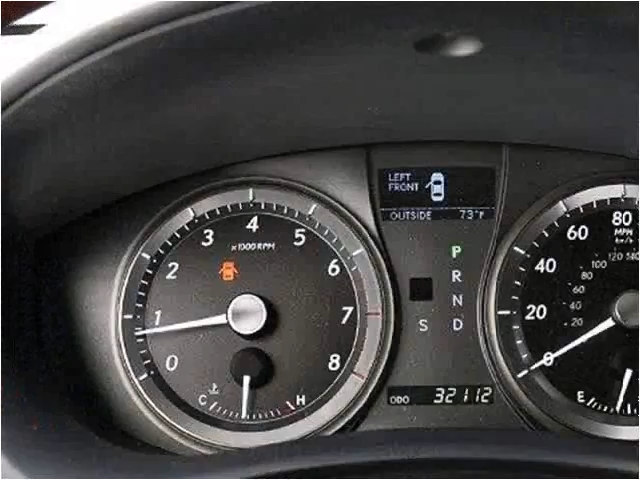 LEFT
FRONT
OUTSIDE 73°F
0 1 2 3 4 5 6 7 8
x1000 RPM
C H
P
R
N
S D
ODO 32112
0 20 40 60 80
MPH
km/h
20 40 60 80 100 120
E